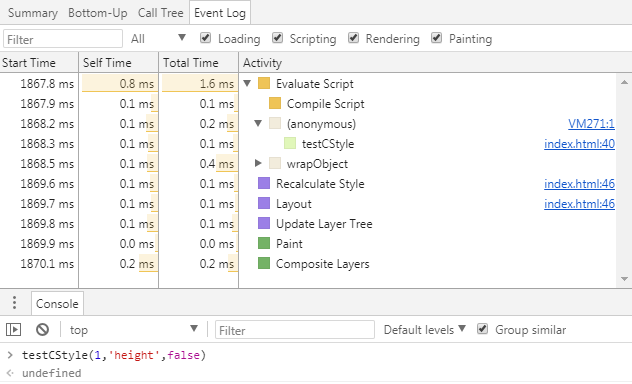 Summary Bottom-Up Call Tree Event Log
Filter All Loading Scripting Rendering Painting
Start Time Self Time Total Time Activity
1867.8 ms 0.8 ms 1.6 ms Evaluate Script
1867.9 ms 0.1 ms 0.1 ms Compile Script
1868.2 ms 0.1 ms 0.2 ms (anonymous) VM271:1
1868.3 ms 0.1 ms 0.1 ms testCStyle index.html:40
1868.5 ms 0.1 ms 0.4 ms wrapObject
1869.6 ms 0.1 ms 0.1 ms Recalculate Style index.html:46
1869.7 ms 0.1 ms 0.1 ms Layout index.html:46
1869.8 ms 0.1 ms 0.1 ms Update Layer Tree
1869.9 ms 0.0 ms 0.0 ms Paint
1870.1 ms 0.2 ms 0.2 ms Composite Layers
Console
top Filter Default levels Group similar
> testCStyle(1,'height',false)
undefined